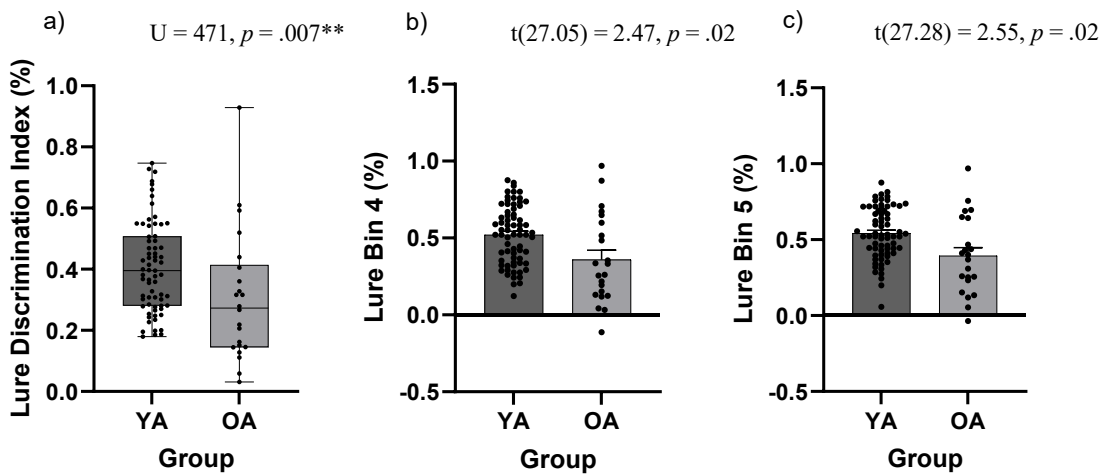 a)
U = 471, p = .007**
Lure Discrimination Index (%)
1.0
0.8
0.6
0.4
0.2
0.0
YA OA
Group
b)
t(27.05) = 2.47, p = .02
Lure Bin 4 (%)
1.5
1.0
0.5
0.0
-0.5
YA OA
Group
c)
t(27.28) = 2.55, p = .02
Lure Bin 5 (%)
1.5
1.0
0.5
0.0
-0.5
YA OA
Group